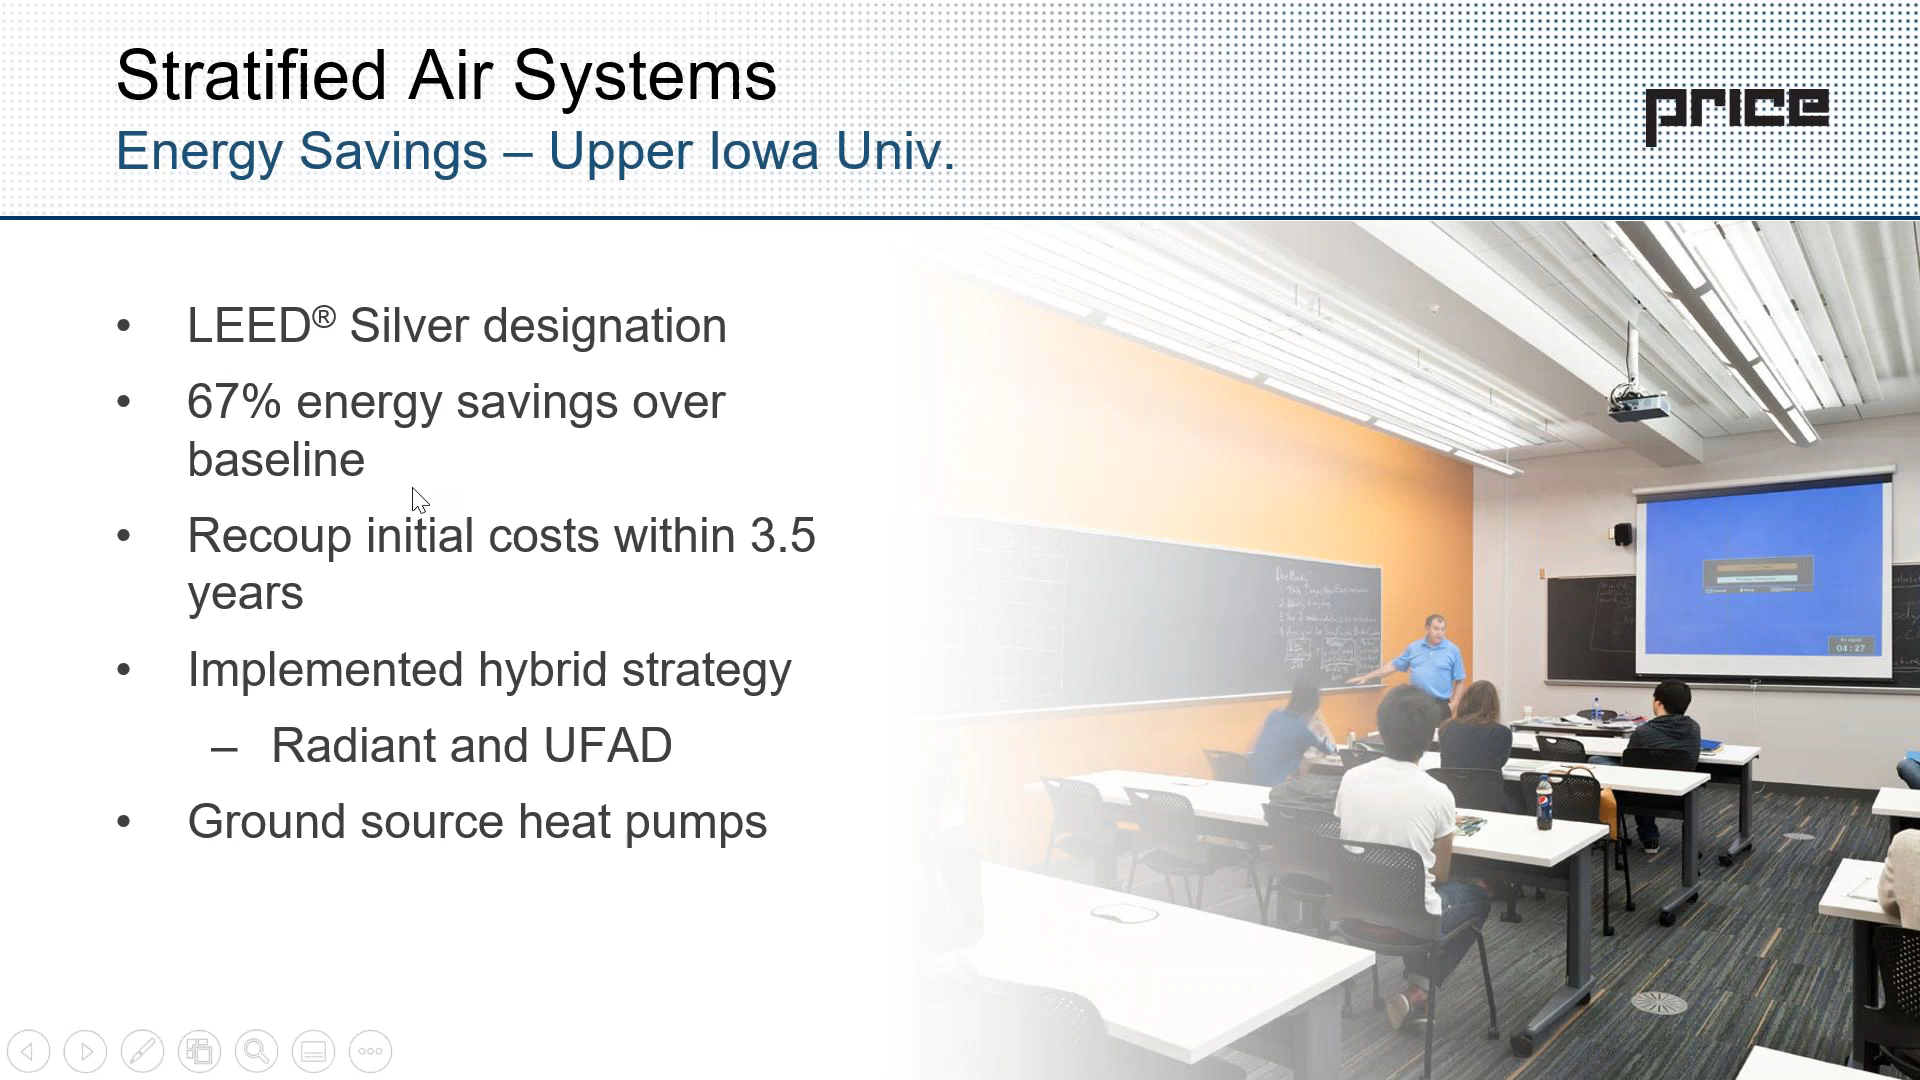 Stratified Air Systems
price
Energy Savings – Upper Iowa Univ.
• LEED® Silver designation
• 67% energy savings over
baseline
• Recoup initial costs within 3.5
years
• Implemented hybrid strategy
– Radiant and UFAD
• Ground source heat pumps
04:27